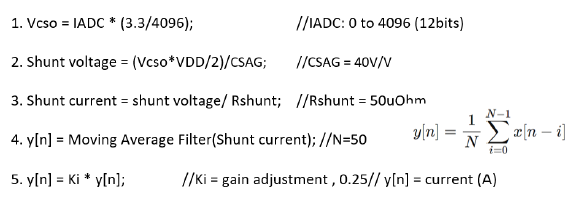 1. Vcso = IADC * (3.3/4096); //IADC: 0 to 4096 (12bits)
2. Shunt voltage = (Vcso*VDD/2)/CSAG; //CSAG = 40V/V
3. Shunt current = shunt voltage/ Rshunt; //Rshunt = 50uOhm
4. y[n] = Moving Average Filter(Shunt current); //N=50 y[n] = 1/N ∑_{i=0}^{N-1} x[n − i]
5. y[n] = Ki * y[n]; //Ki = gain adjustment , 0.25// y[n] = current (A)